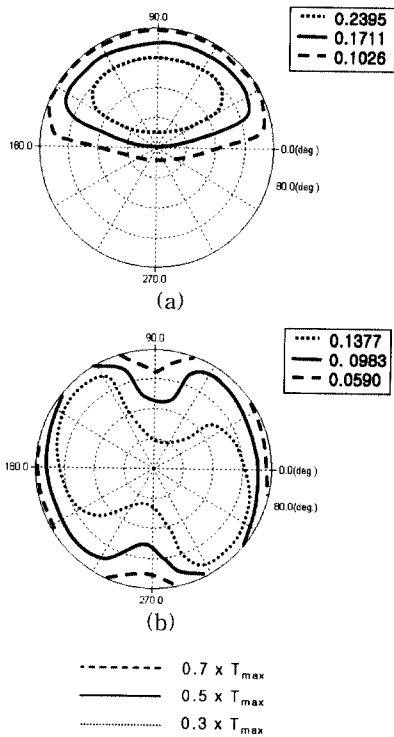 90.0
0.2395
0.1711
0.1026
180.0
0.0(deg.)
80.0(deg.)
270.0
(a)
90.0
0.1377
0.0983
0.0590
180.0
0.0(deg.)
80.0(deg.)
270.0
(b)
0.7 x Tmax
0.5 x Tmax
0.3 x Tmax